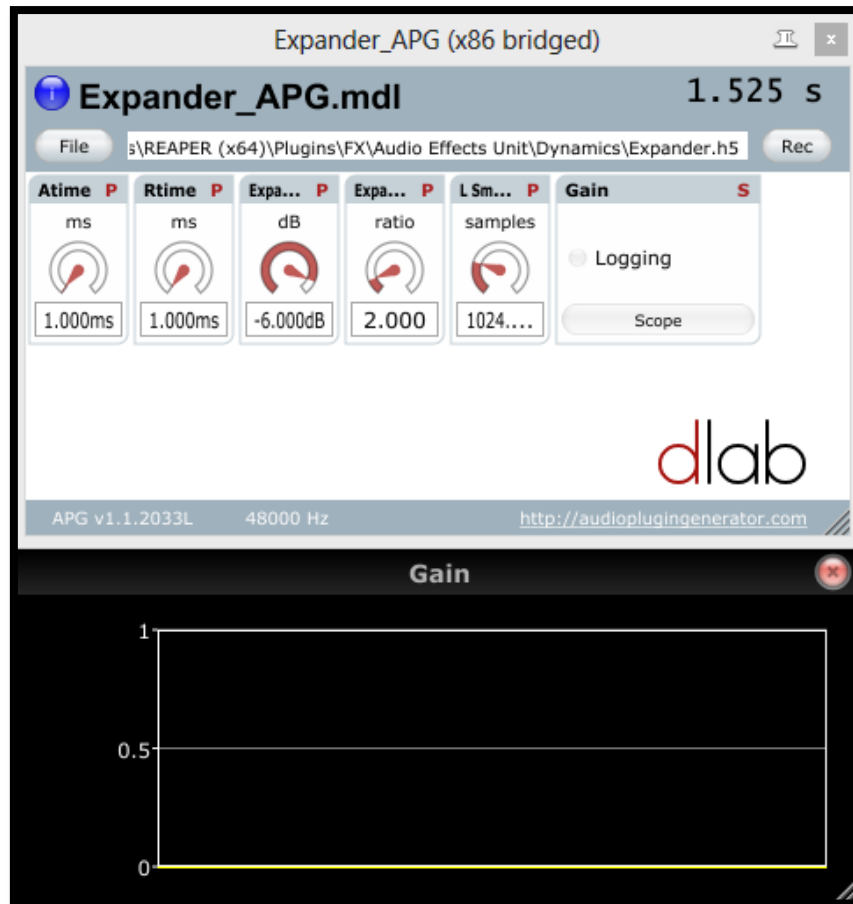 Expander_APG (x86 bridged)
Expander_APG.mdl 1.525 s
File s\REAPER (x64)\Plugins\FX\Audio Effects Unit\Dynamics\Expander.h5 Rec
Atime P Rtime P Expa... P Expa... P L Sm... P Gain S
ms ms dB ratio samples
Logging
1.000ms 1.000ms -6.000dB 2.000 1024.... Scope
dlab
APG v1.1.2033L 48000 Hz http://audioplugingenerator.com
Gain
1
0.5
0